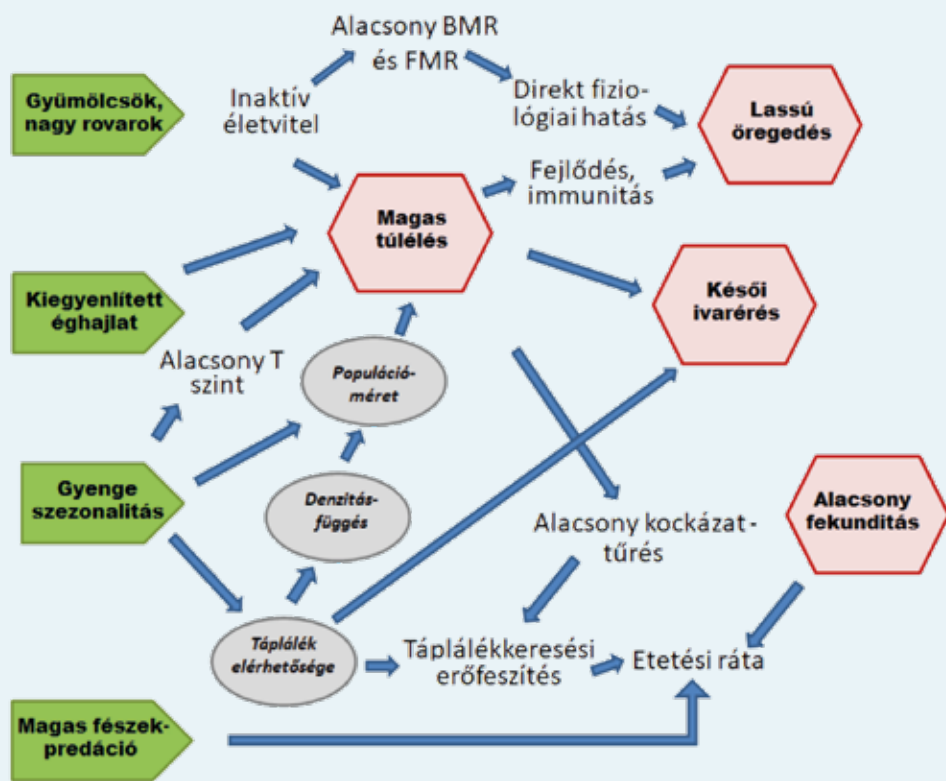 Alacsony BMR
és FMR
Gyümölcsök,
nagy rovarok
Inaktív
életvitel
Direkt fizio-
lógiai hatás
Lassú
öregedés
Fejlődés,
immunitás
Magas
túlélés
Kiegyenlített
éghajlat
Késői
ivarérés
Alacsony T
szint
Populáció-
méret
Gyenge
szezonalitás
Denzitás-
függés
Alacsony kockázat -
tűrés
Alacsony
fekunditás
Táplálék
elérhetősége
Táplálékkeresési
erőfeszítés
Etetési ráta
Magas fészek-
predáció